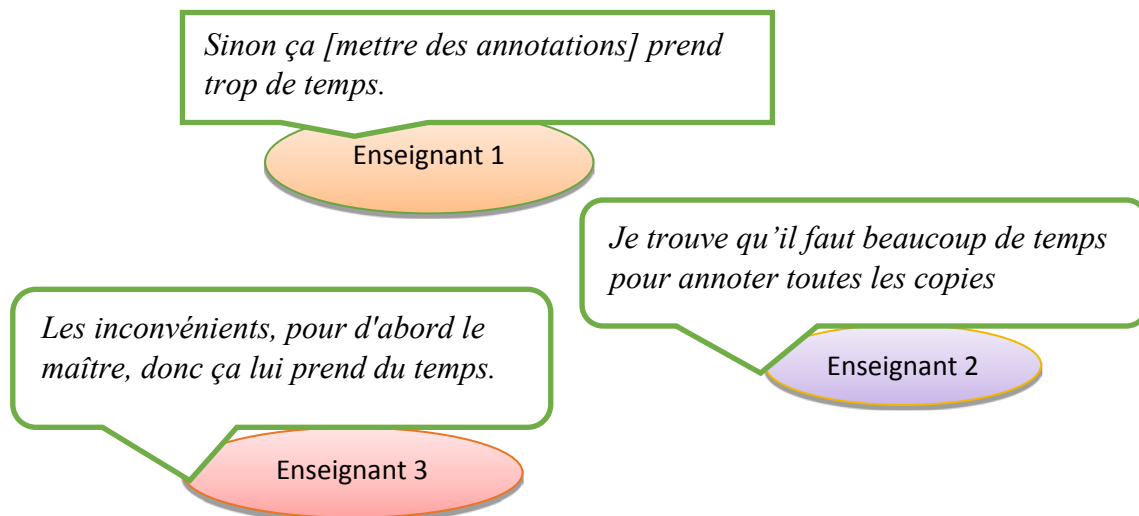 Sinon ça [mettre des annotations] prend
trop de temps.
Enseignant 1
Je trouve qu’il faut beaucoup de temps
pour annoter toutes les copies
Enseignant 2
Les inconvénients, pour d'abord le
maître, donc ça lui prend du temps.
Enseignant 3